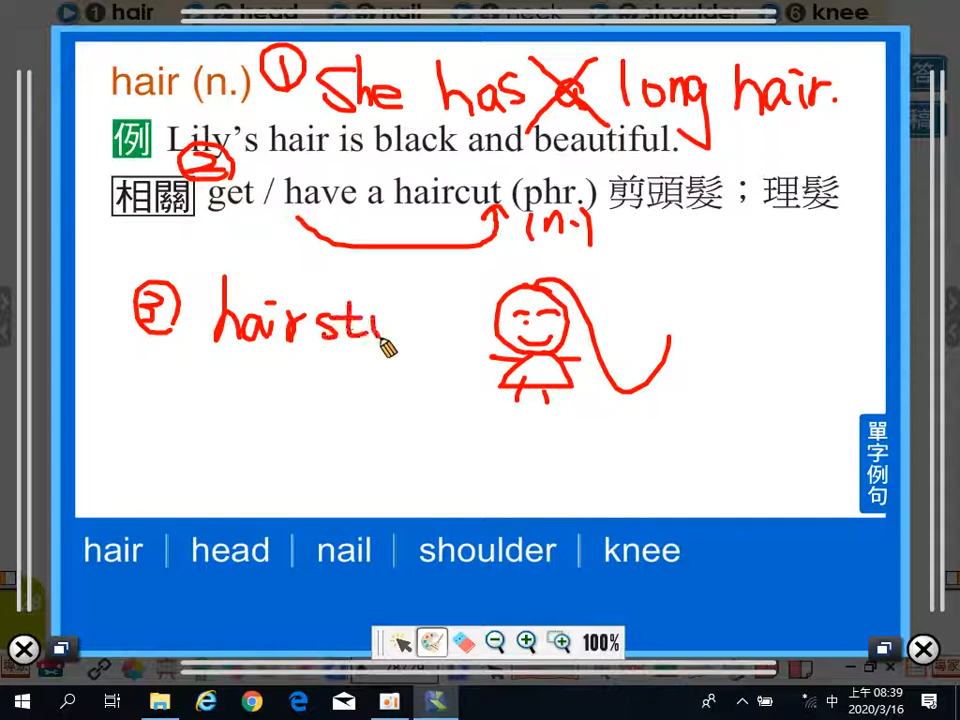 1 hair 2 head 3 nail 4 neck 5 shoulder 6 knee
hair (n.) ① She has a long hair.
例 Lily's hair is black and beautiful.
②
相關 get / have a haircut (phr.) 剪頭髮；理髮
(n.)
③ hairsty
單字例句
hair | head | nail | shoulder | knee
100%
上午 08:39
中
2020/3/16